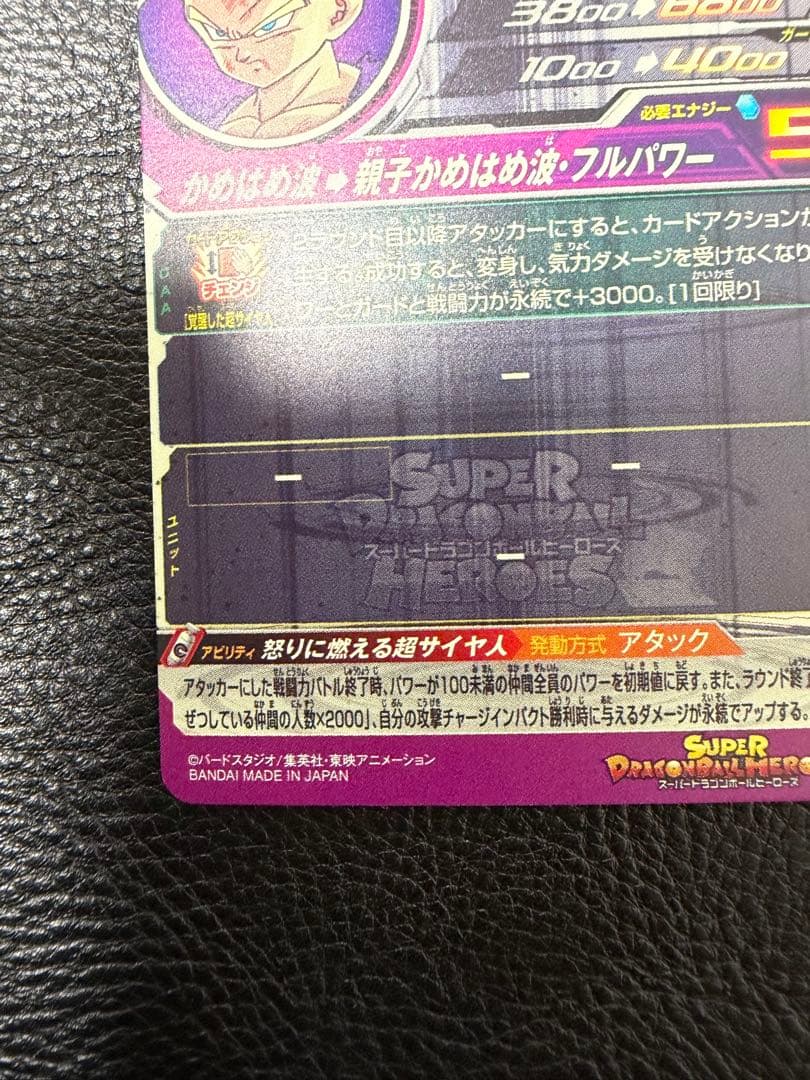 3800➡6800
ガー
1000➡4000
必要エナジー
5
かめはめ波➡親子かめはめ波・フルパワー
ウンド目以降アタッカーにすると、カードアクションが
成功すると、変身し、気力ダメージを受けなくなり
とガードと戦闘力が永続で+3000。[1回限り]
CAA
チェンジ
[覚醒した超サイヤ人
ー
ー
ー
ー
ユニット
SUPER
DRAGONBALL
スーパードラゴンボールヒーローズ
HEROES
アビリティ 怒りに燃える超サイヤ人 発動方式 アタック
アタッカーにした戦闘力バトル終了時、パワーが100未満の仲間全員のパワーを初期値に戻す。また、ラウンド終了
ぜつしている仲間の人数×2000」、自分の攻撃チャージインパクト勝利時に与えるダメージが永続でアップする。
©バードスタジオ/集英社・東映アニメーション
BANDAI MADE IN JAPAN
SUPER
DRAGONBALL HERO
スーパードラゴンボールヒーローズ